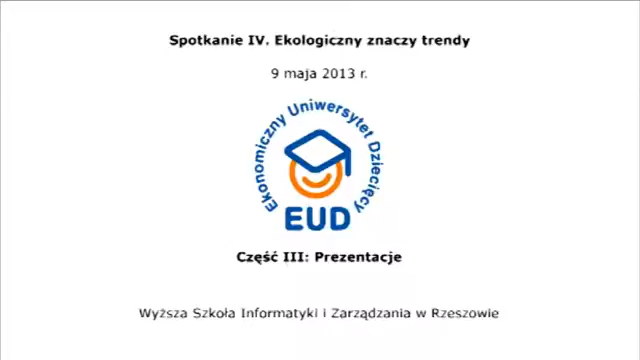 Spotkanie IV. Ekologiczny znaczy trendy
9 maja 2013 r.
Ekonomiczny Uniwersytet Dziecięcy
EUD
Część III: Prezentacje
Wyższa Szkoła Informatyki i Zarządzania w Rzeszowie